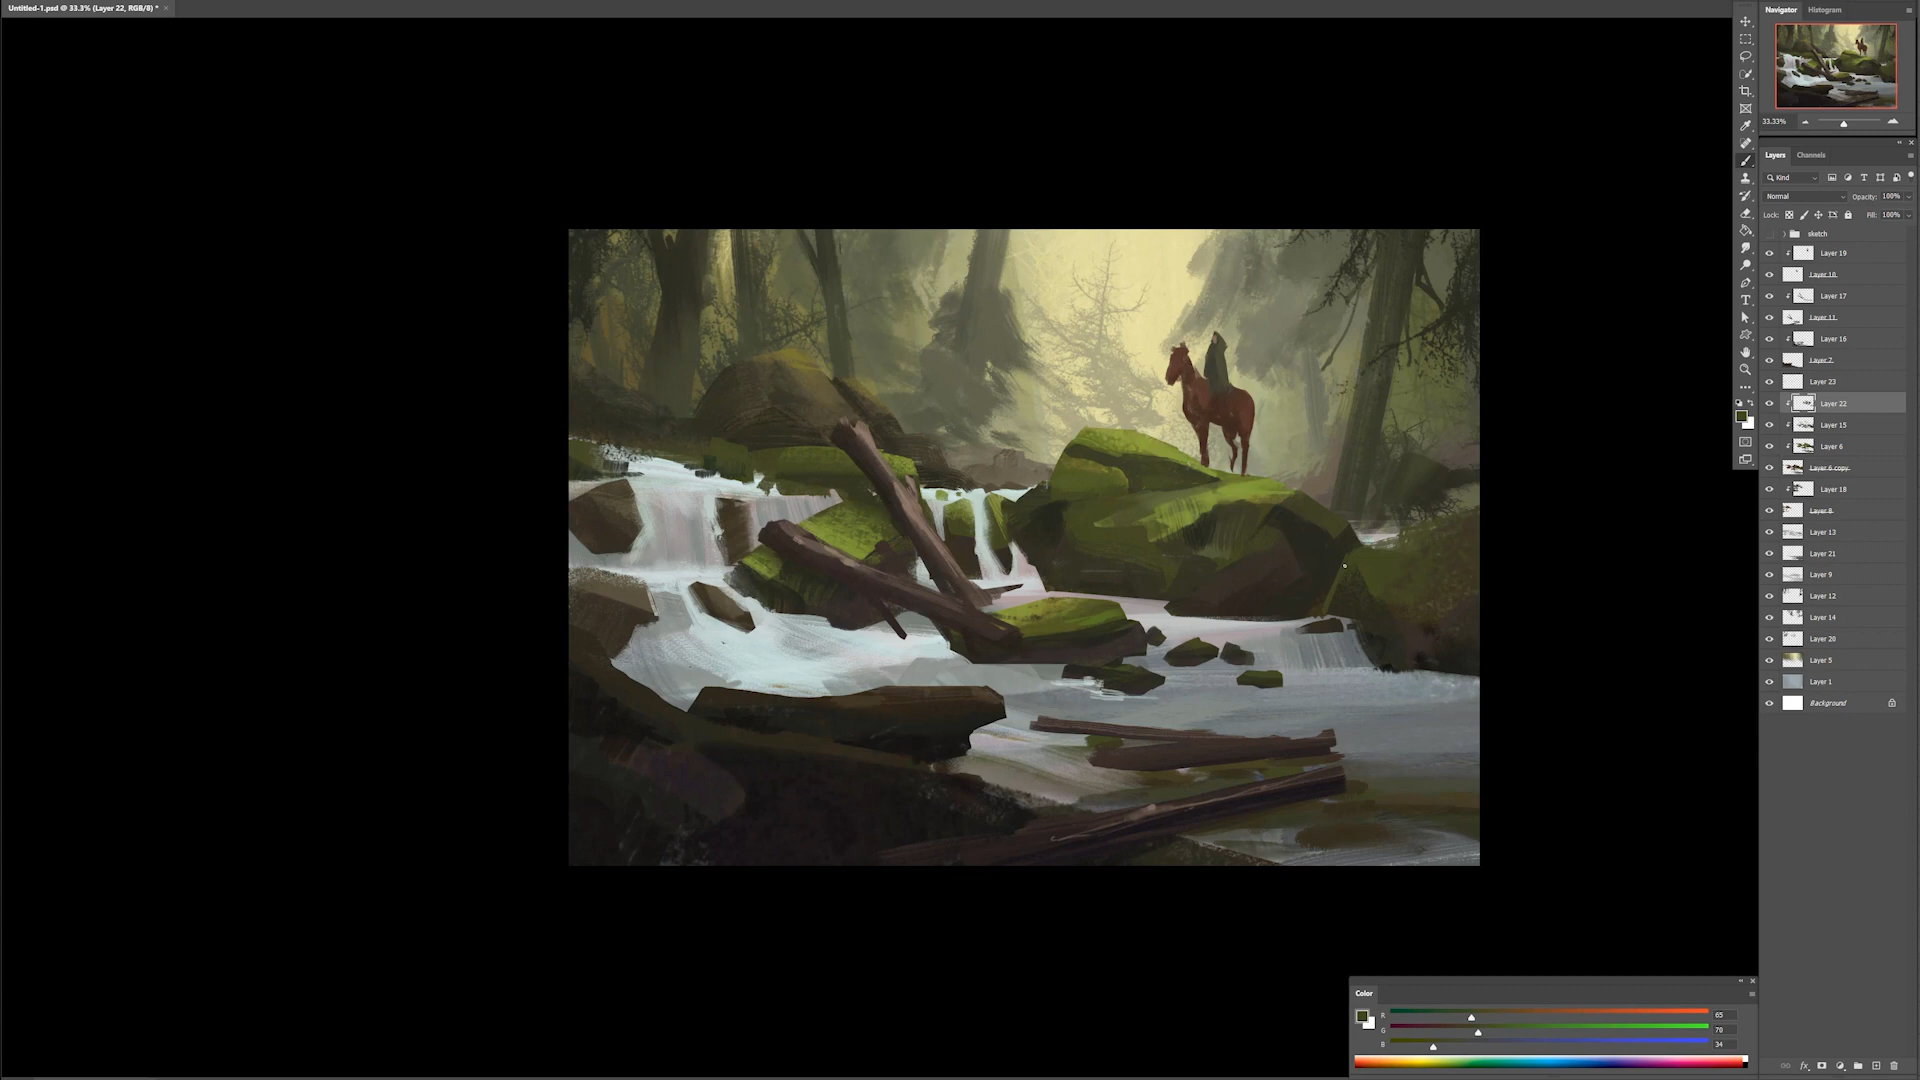 Untitled-1.psd @ 33.3% (Layer 22, RGB/8) *
Navigator Histogram
33.33%
Layers Channels
Kind
Normal Opacity: 100%
Lock: Fill: 100%
sketch
Layer 19
Layer 10
Layer 17
Layer 11
Layer 16
Layer 7
Layer 23
Layer 22
Layer 15
Layer 6
Layer 6 copy
Layer 18
Layer 8
Layer 13
Layer 21
Layer 9
Layer 12
Layer 14
Layer 20
Layer 5
Layer 1
Background
Color
R 65
G 70
B 34